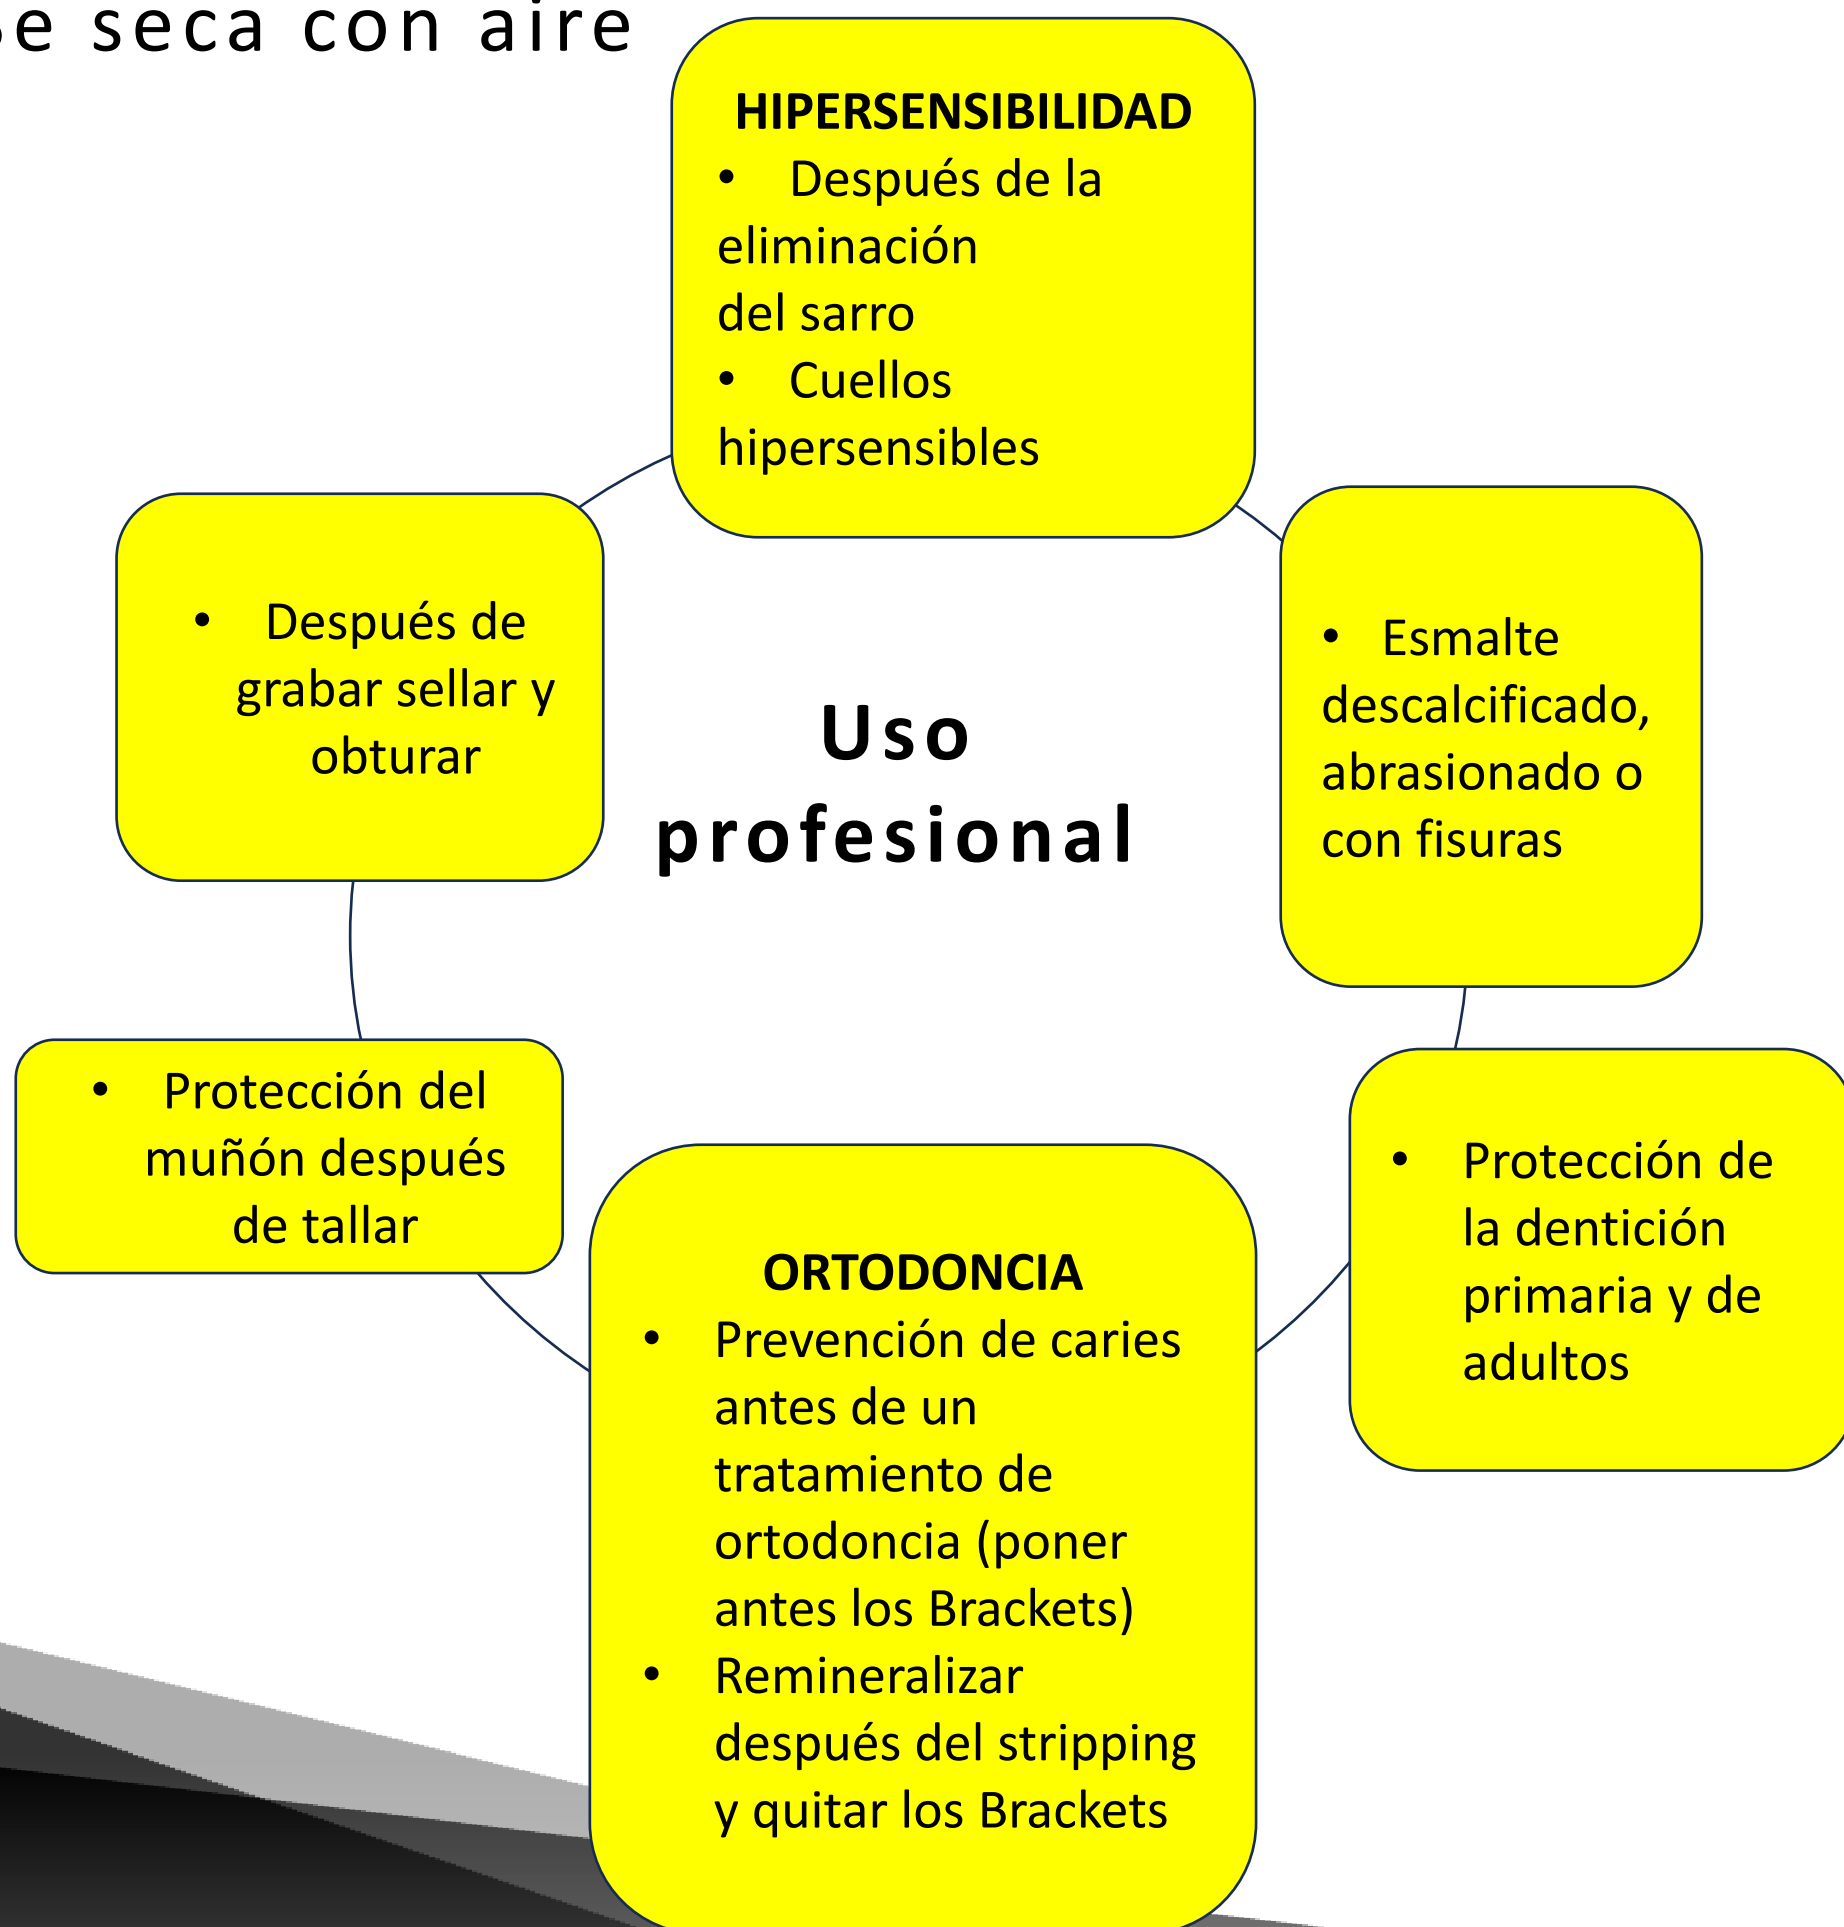 se seca con aire
HIPERSENSIBILIDAD
• Después de la
eliminación
del sarro
• Cuellos
hipersensibles
• Esmalte
descalcificado,
abrasionado o
con fisuras
• Protección de
la dentición
primaria y de
adultos
ORTODONCIA
• Prevención de caries
antes de un
tratamiento de
ortodoncia (poner
antes los Brackets)
• Remineralizar
después del stripping
y quitar los Brackets
• Protección del
muñón después
de tallar
• Después de
grabar sellar y
obturar
Uso
profesional